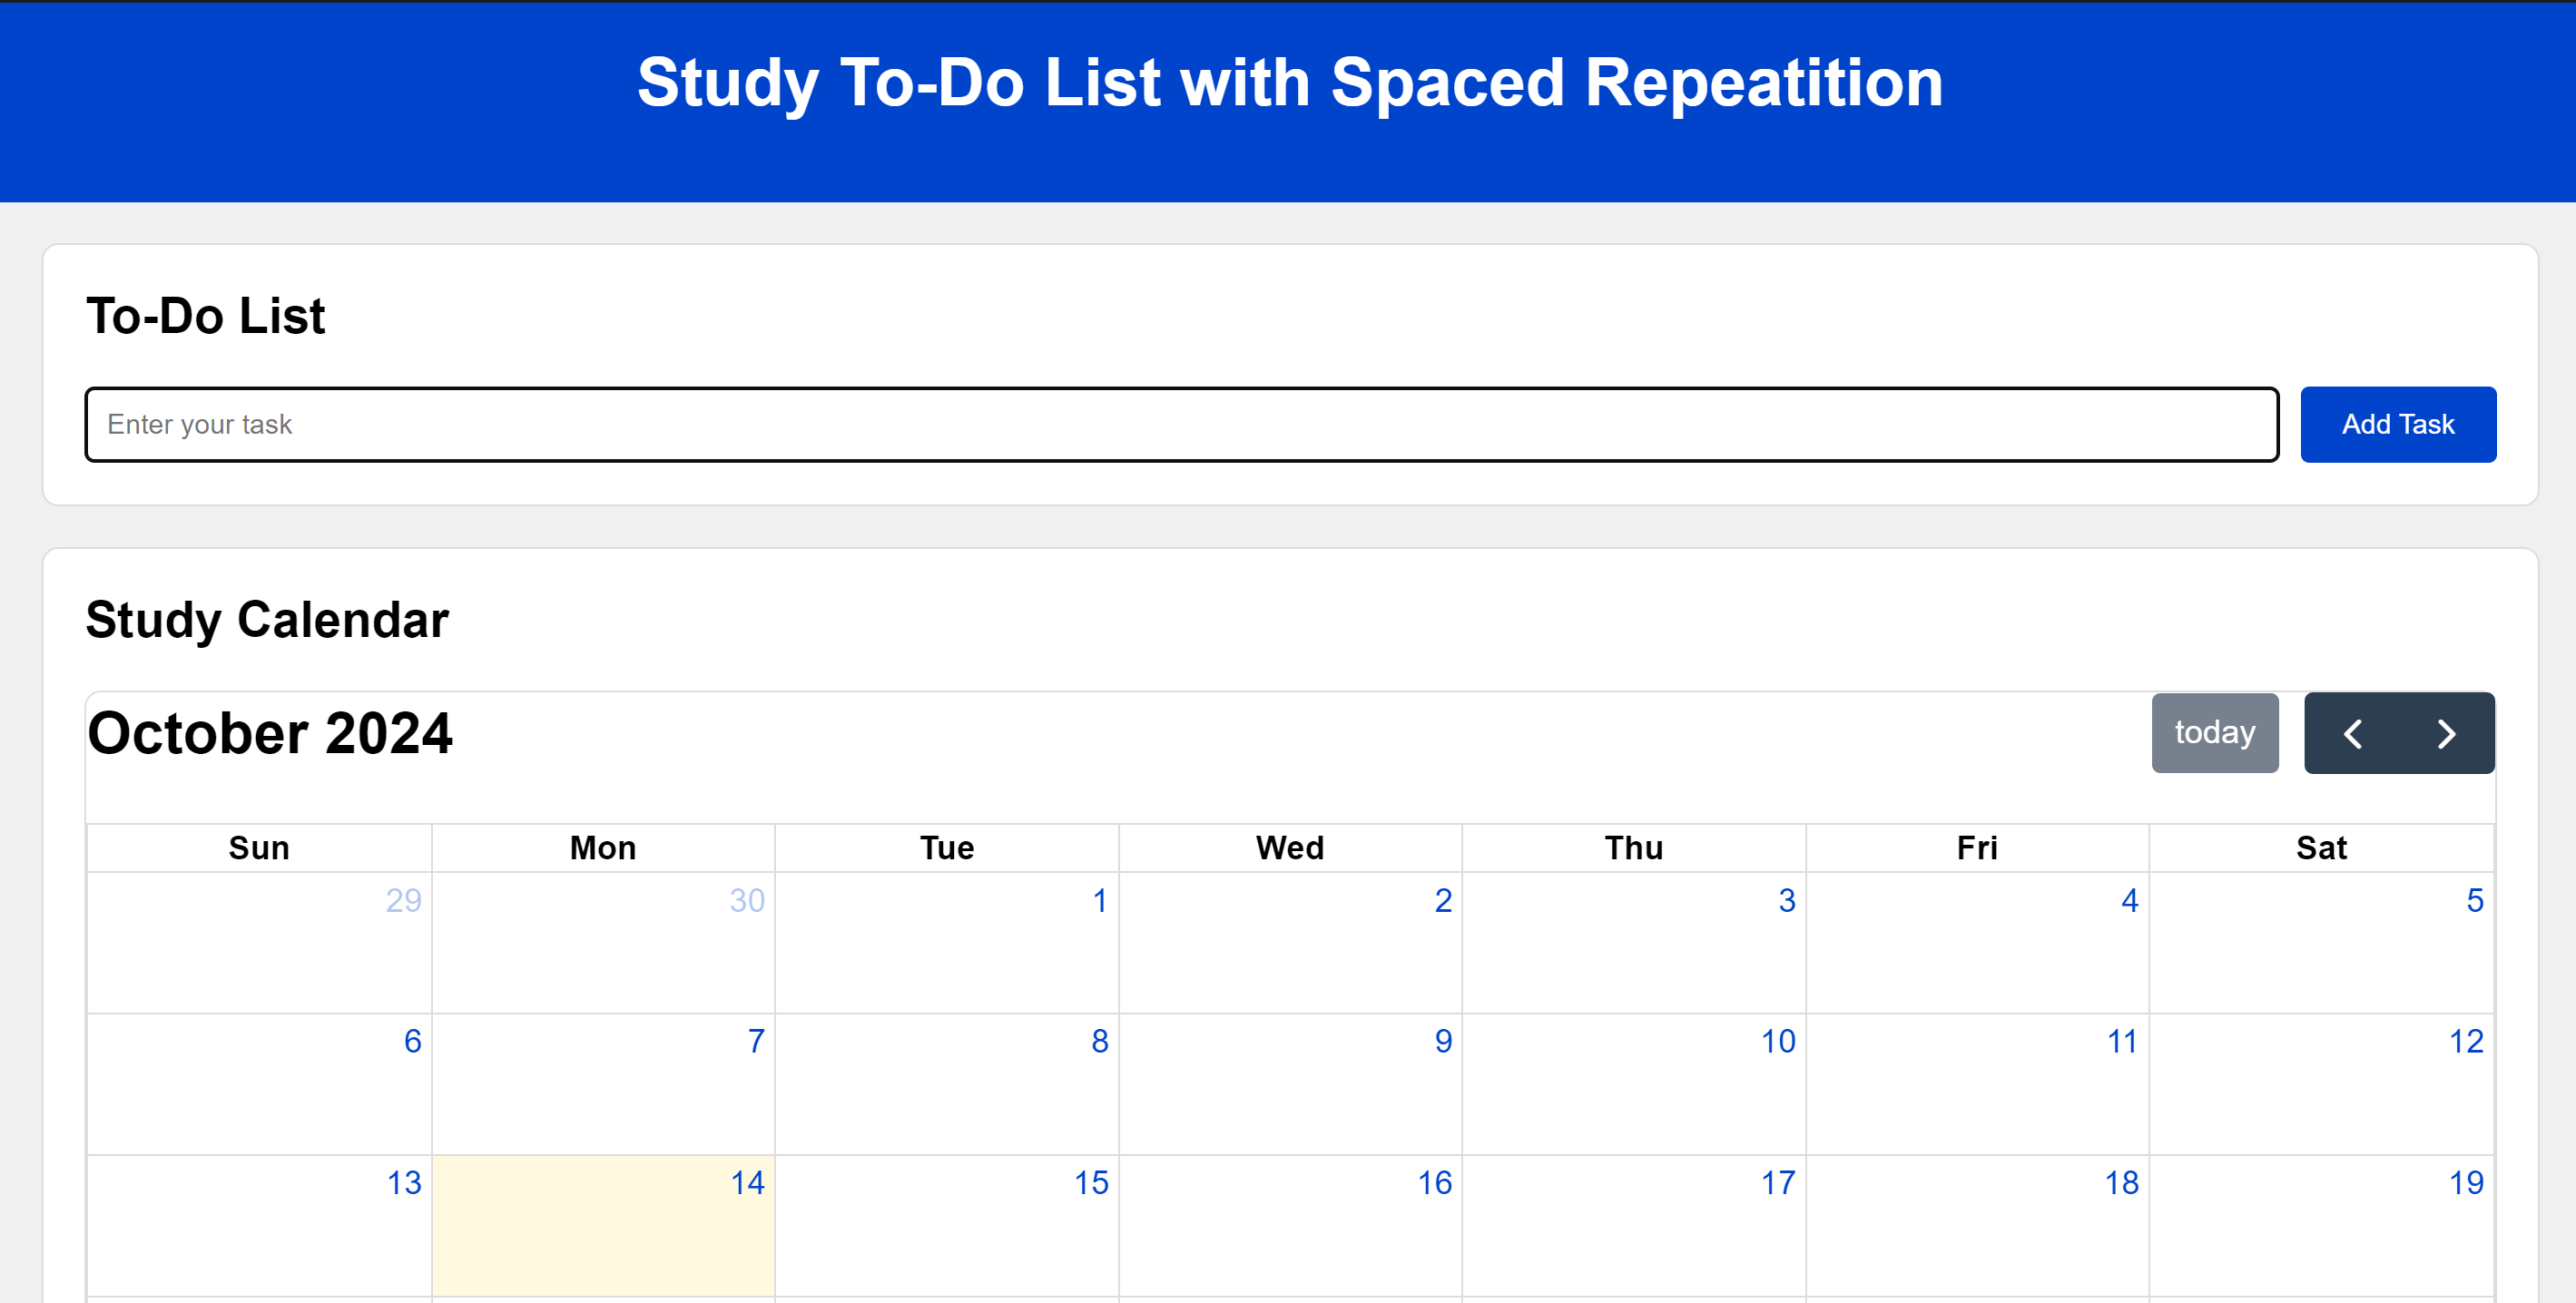 Study To-Do List with Spaced Repeatition
To-Do List
Enter your task
Add Task
Study Calendar
October 2024
today
Sun Mon Tue Wed Thu Fri Sat
29 30 1 2 3 4 5
6 7 8 9 10 11 12
13 14 15 16 17 18 19